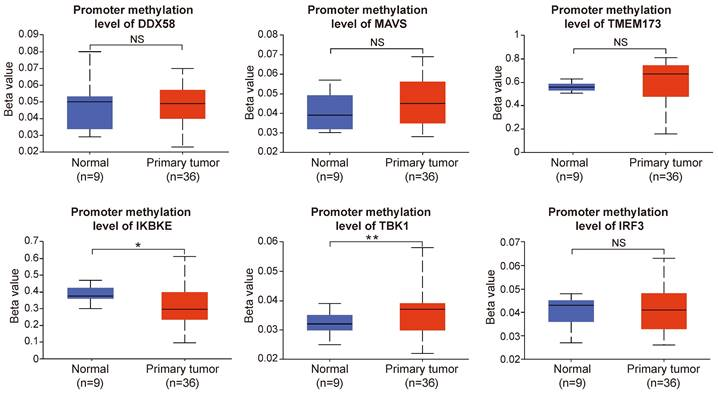 Promoter methylation
level of DDX58
NS
Beta value
0.09
0.08
0.07
0.06
0.05
0.04
0.03
0.02
Normal
(n=9)
Primary tumor
(n=36)
Promoter methylation
level of MAVS
NS
Beta value
0.08
0.07
0.06
0.05
0.04
0.03
0.02
Normal
(n=9)
Primary tumor
(n=36)
Promoter methylation
level of TMEM173
NS
Beta value
1
0.8
0.6
0.4
0.2
0
Normal
(n=9)
Primary tumor
(n=36)
Promoter methylation
level of IKBKE
*
Beta value
0.7
0.6
0.5
0.4
0.3
0.2
0.1
0
Normal
(n=9)
Primary tumor
(n=36)
Promoter methylation
level of TBK1
**
Beta value
0.06
0.05
0.04
0.03
0.02
Normal
(n=9)
Primary tumor
(n=36)
Promoter methylation
level of IRF3
NS
Beta value
0.07
0.06
0.05
0.04
0.03
0.02
Normal
(n=9)
Primary tumor
(n=36)